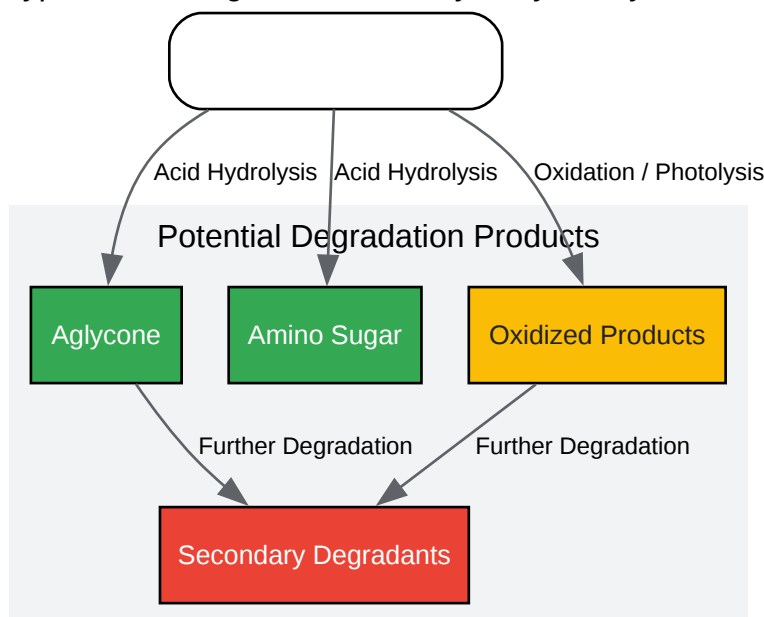 Acid Hydrolysis
Acid Hydrolysis
Oxidation / Photolysis
Potential Degradation Products
Aglycone
Amino Sugar
Oxidized Products
Further Degradation
Further Degradation
Secondary Degradants